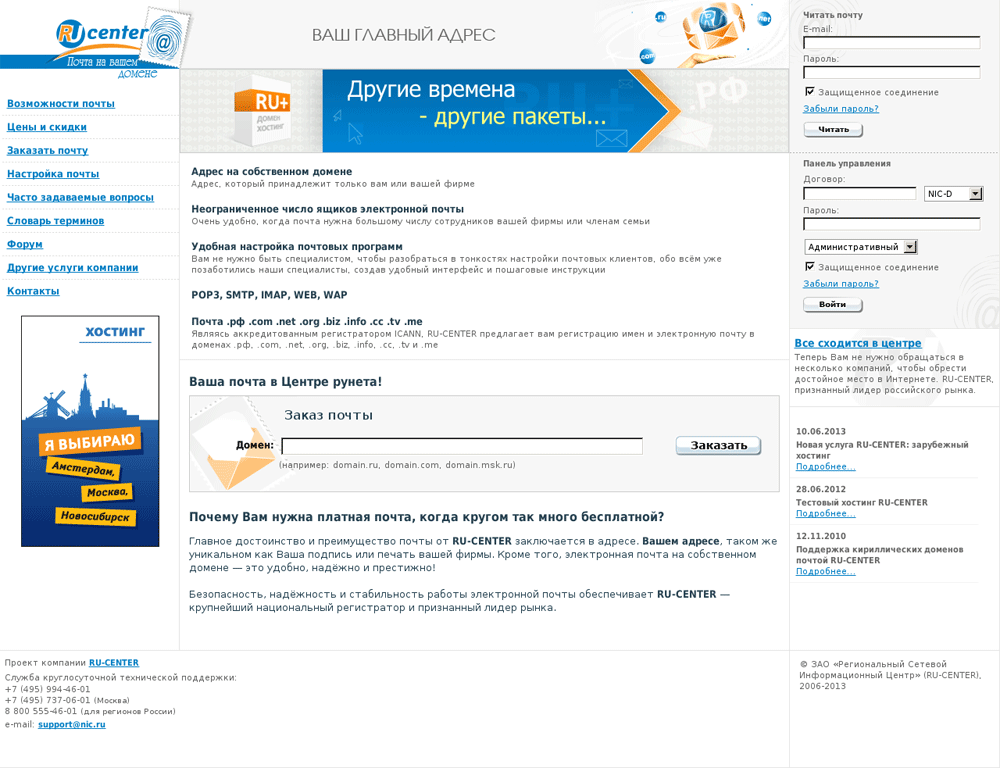 RU center
Почта на вашем
домене
ВАШ ГЛАВНЫЙ АДРЕС
.ru
.net
.com
Возможности почты
Цены и скидки
Заказать почту
Настройка почты
Часто задаваемые вопросы
Словарь терминов
Форум
Другие услуги компании
Контакты
ХОСТИНГ
Я ВЫБИРАЮ
Амстердам,
Москва,
Новосибирск
RU+
ДОМЕН
ХОСТИНГ
Другие времена
- другие пакеты...
.РФ
Адрес на собственном домене
Адрес, который принадлежит только вам или вашей фирме
Неограниченное число ящиков электронной почты
Очень удобно, когда почта нужна большому числу сотрудников вашей фирмы или членам семьи
Удобная настройка почтовых программ
Вам не нужно быть специалистом, чтобы разобраться в тонкостях настройки почтовых клиентов, обо всём уже
позаботились наши специалисты, создав удобный интерфейс и пошаговые инструкции
POP3, SMTP, IMAP, WEB, WAP
Почта .рф .com .net .org .biz .info .cc .tv .me
Являясь аккредитованным регистратором ICANN, RU-CENTER предлагает вам регистрацию имен и электронную почту в
доменах .рф, .com, .net, .org, .biz, .info, .cc, .tv и .me
Ваша почта в Центре рунета!
Заказ почты
Домен:
Заказать
(например: domain.ru, domain.com, domain.msk.ru)
Почему Вам нужна платная почта, когда кругом так много бесплатной?
Главное достоинство и преимущество почты от RU-CENTER заключается в адресе. Вашем адресе, таком же
уникальном как Ваша подпись или печать вашей фирмы. Кроме того, электронная почта на собственном
домене — это удобно, надёжно и престижно!
Безопасность, надёжность и стабильность работы электронной почты обеспечивает RU-CENTER —
крупнейший национальный регистратор и признанный лидер рынка.
Читать почту
E-mail:
Пароль:
Защищенное соединение
Забыли пароль?
Читать
Панель управления
Договор:
NIC-D
Пароль:
Административный
Защищенное соединение
Забыли пароль?
Войти
Все сходится в центре
Теперь Вам не нужно обращаться в
несколько компаний, чтобы обрести
достойное место в Интернете. RU-CENTER,
признанный лидер российского рынка.
10.06.2013
Новая услуга RU-CENTER: зарубежный
хостинг
Подробнее...
28.06.2012
Тестовый хостинг RU-CENTER
Подробнее...
12.11.2010
Поддержка кириллических доменов
почтой RU-CENTER
Подробнее...
Проект компании RU-CENTER
Служба круглосуточной технической поддержки:
+7 (495) 994-46-01
+7 (495) 737-06-01 (Москва)
8 800 555-46-01 (для регионов России)
e-mail: support@nic.ru
© ЗАО «Региональный Сетевой
Информационный Центр» (RU-CENTER),
2006-2013